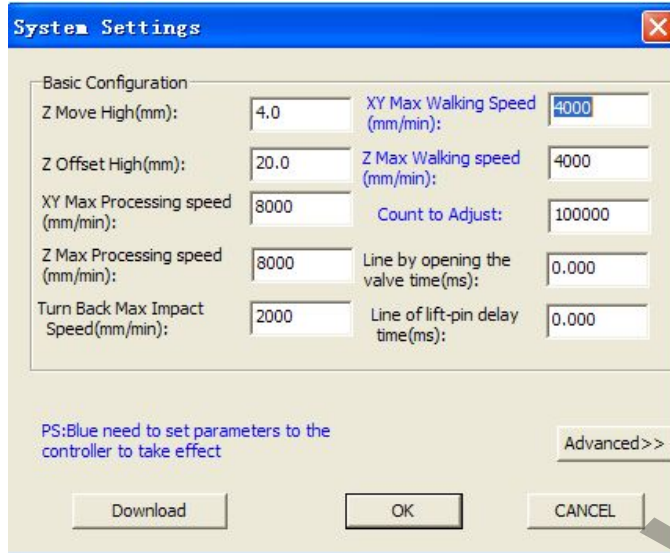 System Settings
Basic Configuration
Z Move High(mm):
4.0
XY Max Walking Speed
(mm/min):
4000
Z Offset High(mm):
20.0
Z Max Walking speed
(mm/min):
4000
XY Max Processing speed
(mm/min):
8000
Count to Adjust:
100000
Z Max Processing speed
(mm/min):
8000
Line by opening the
valve time(ms):
0.000
Turn Back Max Impact
Speed(mm/min):
2000
Line of lift-pin delay
time(ms):
0.000
PS:Blue need to set parameters to the
controller to take effect
Advanced>>
Download
OK
CANCEL